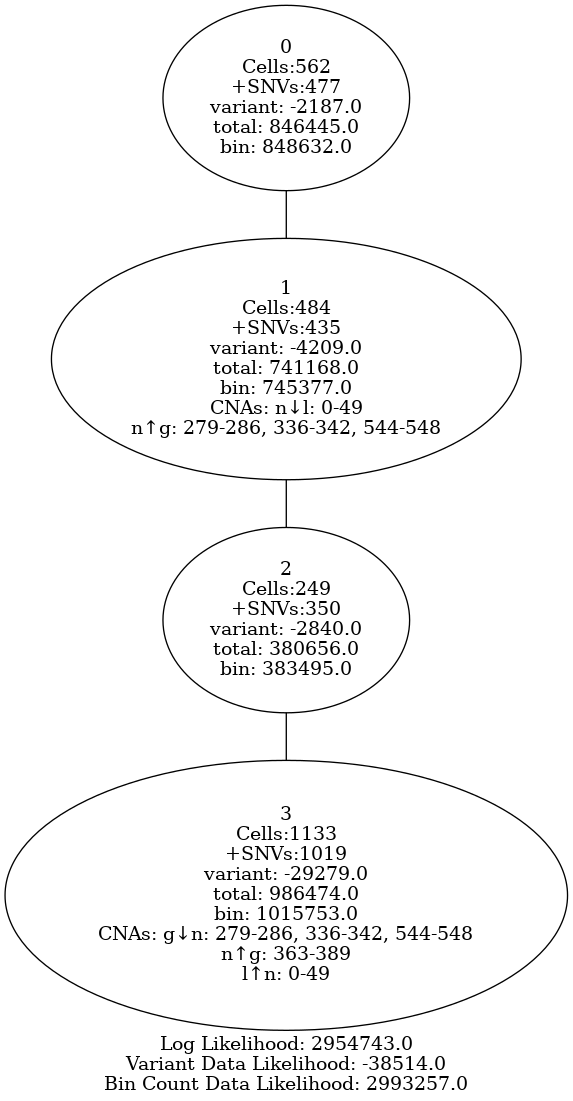 0
Cells:562
+SNVs:477
variant: -2187.0
total: 846445.0
bin: 848632.0
1
Cells:484
+SNVs:435
variant: -4209.0
total: 741168.0
bin: 745377.0
CNAs: n↓l: 0-49
n↑g: 279-286, 336-342, 544-548
2
Cells:249
+SNVs:350
variant: -2840.0
total: 380656.0
bin: 383495.0
3
Cells:1133
+SNVs:1019
variant: -29279.0
total: 986474.0
bin: 1015753.0
CNAs: g↓n: 279-286, 336-342, 544-548
n↑g: 363-389
l↑n: 0-49
Log Likelihood: 2954743.0
Variant Data Likelihood: -38514.0
Bin Count Data Likelihood: 2993257.0